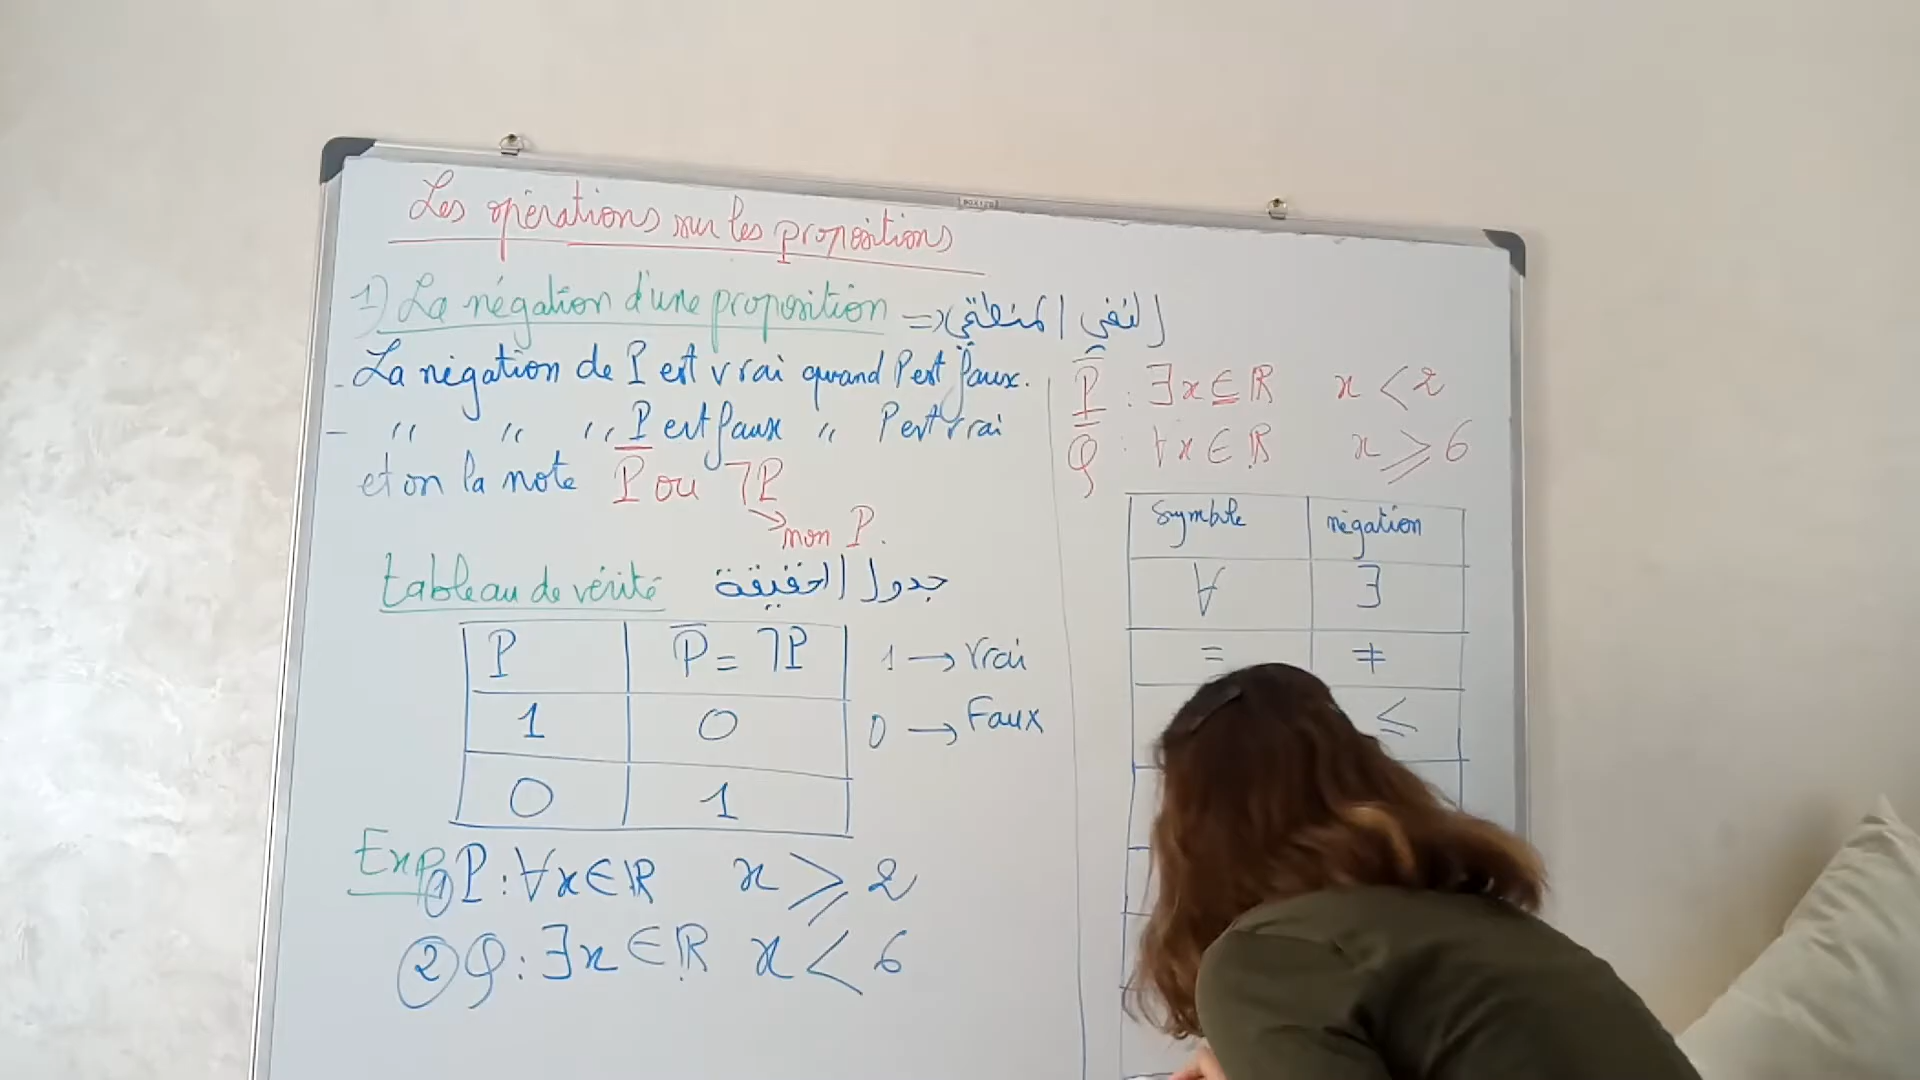 Les opérations sur les propositions
1) La négation d'une proposition => النفي المنطقي
- La négation de P est vrai quand P est faux.
- '' '' '' P est faux '' P est vrai
et on la note P̅ ou ⅂P
non P.
tableau de vérité جدول الحقيقة
P P̅ = ⅂P
1 0
0 1
1 → Vrai
0 → Faux
Exp ① P : ∀x ∈ ℝ x ⩾ 2
② Q : ∃x ∈ ℝ x < 6
P̅ : ∃x ∈ ℝ x < 2
Q̅ : ∀x ∈ ℝ x ⩾ 6
Symbole négation
∀ ∃
= ≠
⩽